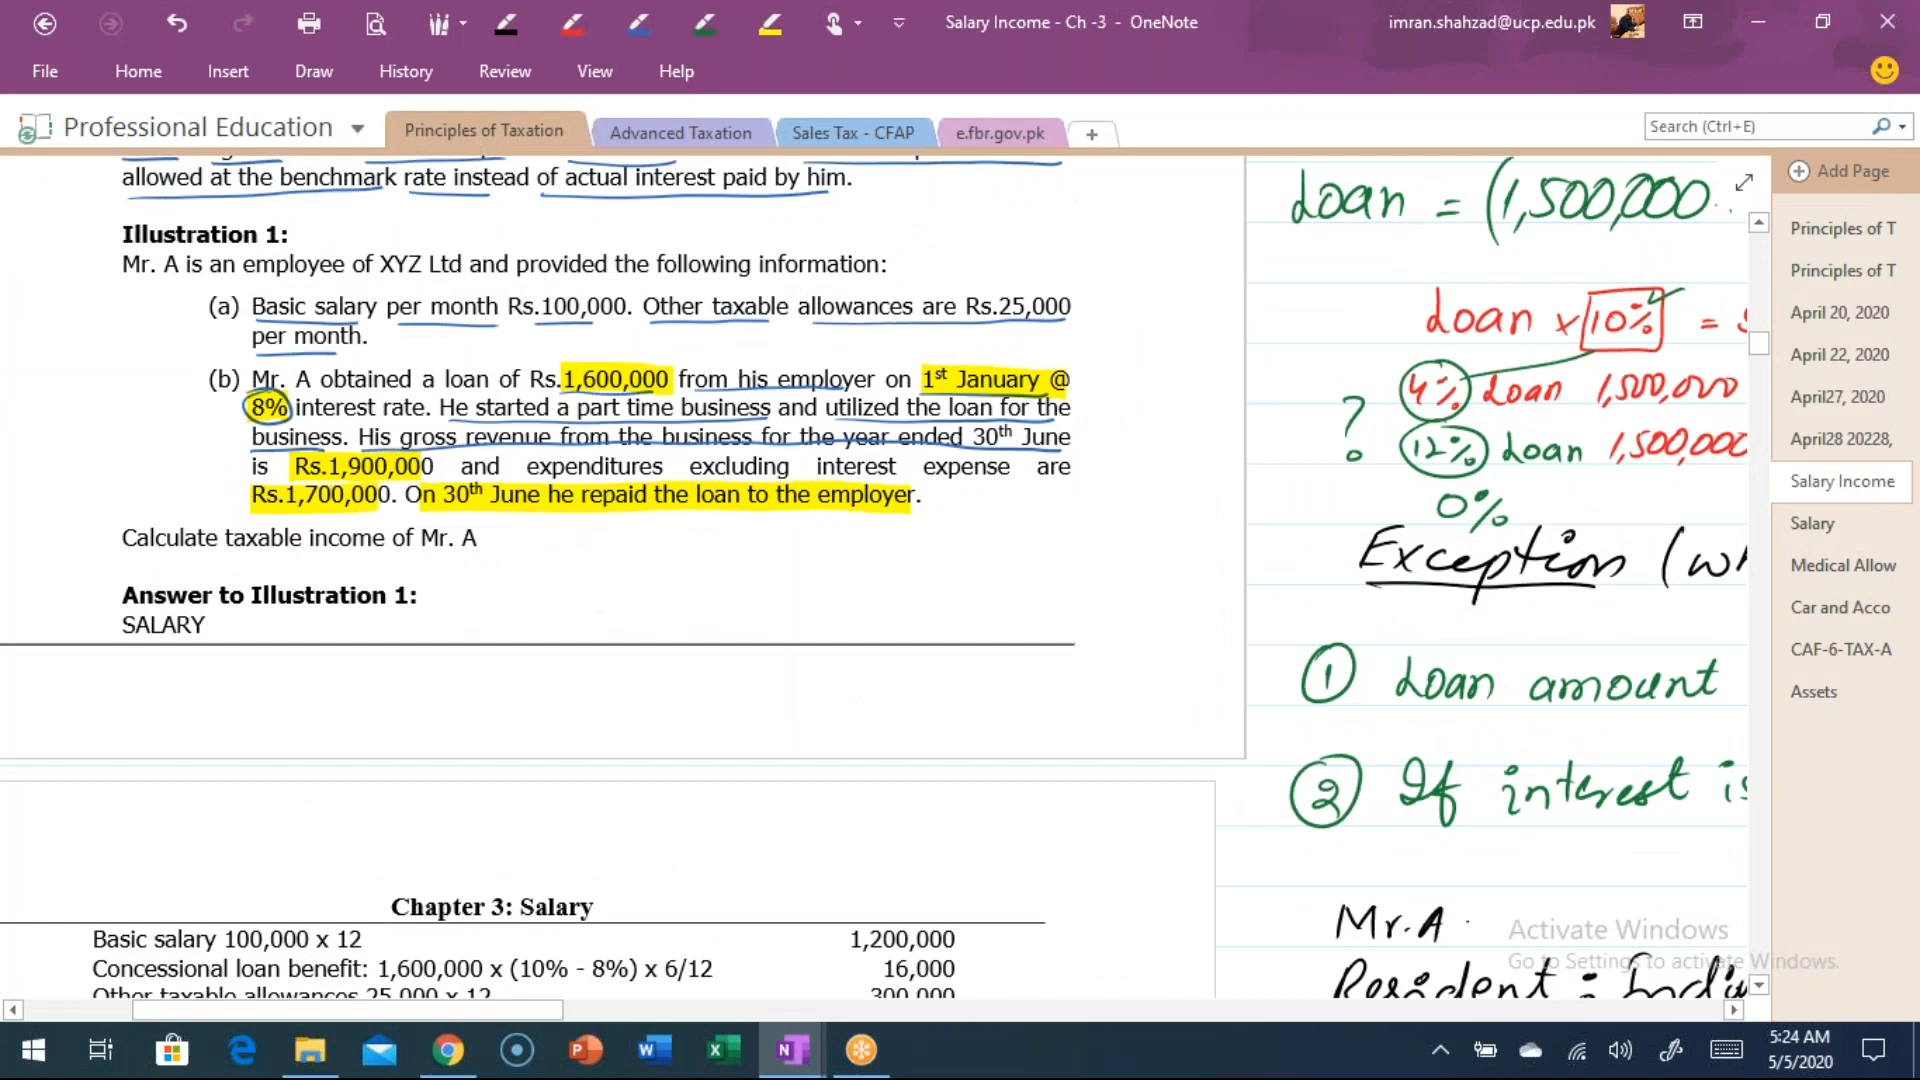 Salary Income - Ch -3 - OneNote
imran.shahzad@ucp.edu.pk
File Home Insert Draw History Review View Help
Professional Education
Principles of Taxation
Advanced Taxation
Sales Tax - CFAP
e.fbr.gov.pk
Search (Ctrl+E)
allowed at the benchmark rate instead of actual interest paid by him.
Illustration 1:
Mr. A is an employee of XYZ Ltd and provided the following information:
(a) Basic salary per month Rs.100,000. Other taxable allowances are Rs.25,000
per month.
(b) Mr. A obtained a loan of Rs.1,600,000 from his employer on 1st January @
8% interest rate. He started a part time business and utilized the loan for the
business. His gross revenue from the business for the year ended 30th June
is Rs.1,900,000 and expenditures excluding interest expense are
Rs.1,700,000. On 30th June he repaid the loan to the employer.
Calculate taxable income of Mr. A
Answer to Illustration 1:
SALARY
Chapter 3: Salary
Basic salary 100,000 x 12 1,200,000
Concessional loan benefit: 1,600,000 x (10% - 8%) x 6/12 16,000
Other taxable allowances 25,000 x 12 300,000
Loan = (1,500,000
Loan x 10% =
4% Loan 1,500,000
?
12% Loan 1,500,000
0%
Exception
① Loan amount
② If interest is
Mr. A
Resident :
Activate Windows
Go to Settings to activate Windows.
Add Page
Principles of T
Principles of T
April 20, 2020
April 22, 2020
April27, 2020
April28 20228,
Salary Income
Salary
Medical Allow
Car and Acco
CAF-6-TAX-A
Assets
5:24 AM
5/5/2020